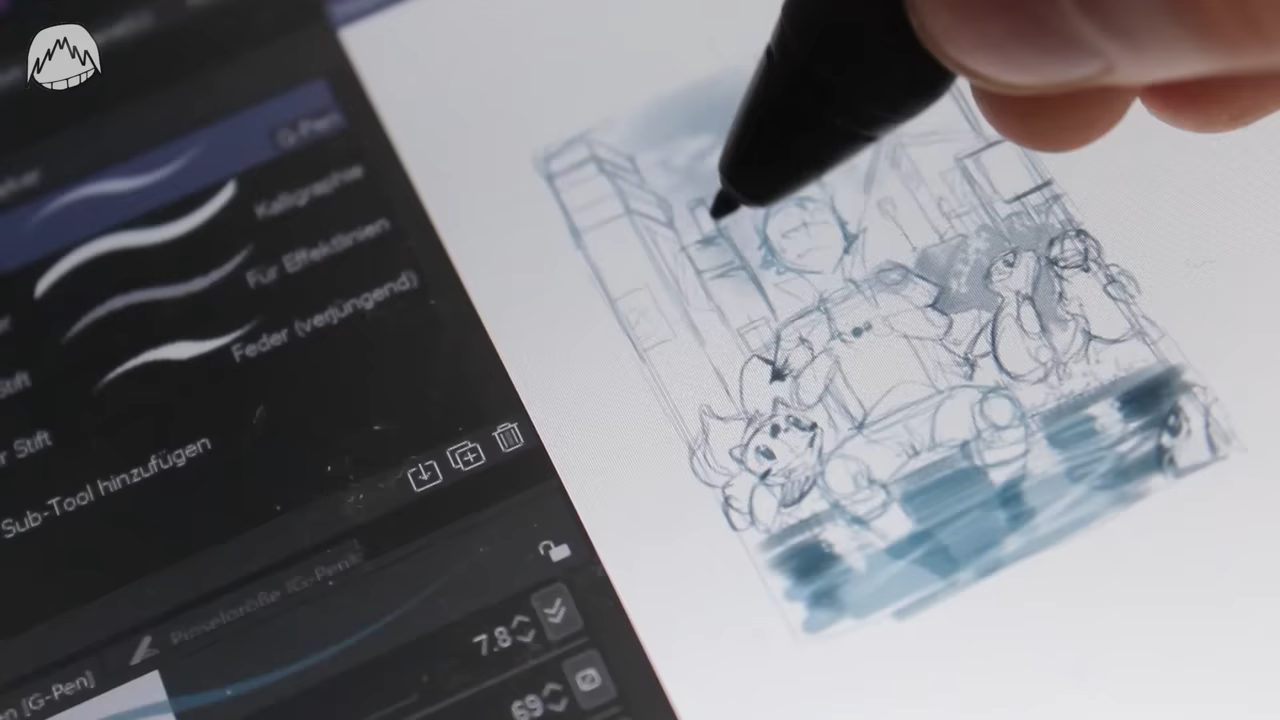 G-Pen
Kalligraphie
Für Effektlinien
Feder (verjüngend)
Stift
r Stift
Sub-Tool hinzufügen
Pinselgröße [G-Pen]
7.8
[G-Pen]
69